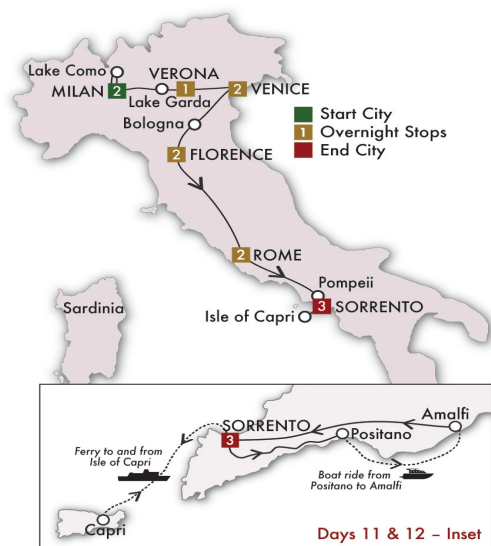 Lake Como
VERONA
MILAN
2
1
2
VENICE
Lake Garda
Start City
Bologna
1
Overnight Stops
End City
2
FLORENCE
2
ROME
Pompeii
Sardinia
3
SORRENTO
Isle of Capri
SORRENTO
Amalfi
3
Positano
Ferry to and from
Isle of Capri
Boat ride from
Positano to Amalfi
Capri
Days 11 & 12 – Inset